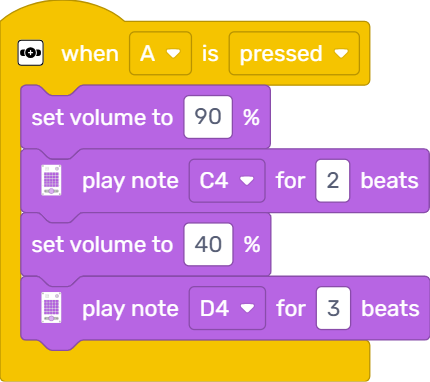 when A is pressed
set volume to 90 %
play note C4 for 2 beats
set volume to 40 %
play note D4 for 3 beats